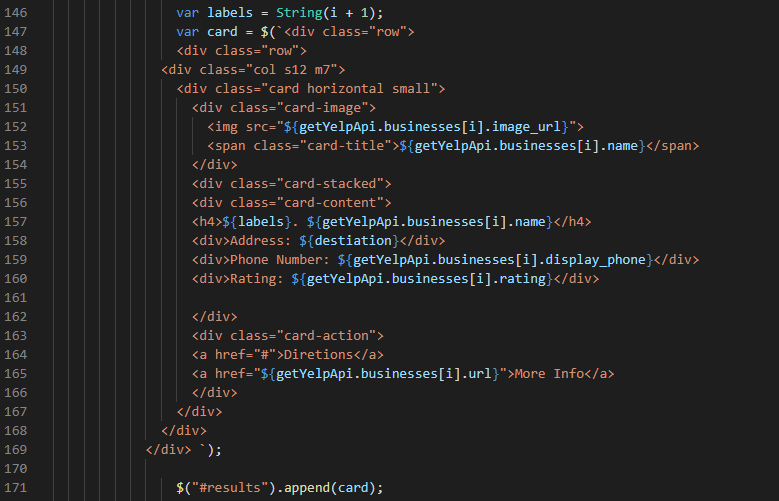 146 var labels = String(i + 1);
147 var card = $(`<div class="row">
148 <div class="row">
149 <div class="col s12 m7">
150 <div class="card horizontal small">
151 <div class="card-image">
152 <img src="${getYelpApi.businesses[i].image_url}">
153 <span class="card-title">${getYelpApi.businesses[i].name}</span>
154 </div>
155 <div class="card-stacked">
156 <div class="card-content">
157 <h4>${labels}. ${getYelpApi.businesses[i].name}</h4>
158 <div>Address: ${destiation}</div>
159 <div>Phone Number: ${getYelpApi.businesses[i].display_phone}</div>
160 <div>Rating: ${getYelpApi.businesses[i].rating}</div>
161
162 </div>
163 <div class="card-action">
164 <a href="#">Diretions</a>
165 <a href="${getYelpApi.businesses[i].url}">More Info</a>
166 </div>
167 </div>
168 </div>
169 </div> `);
170
171 $("#results").append(card);